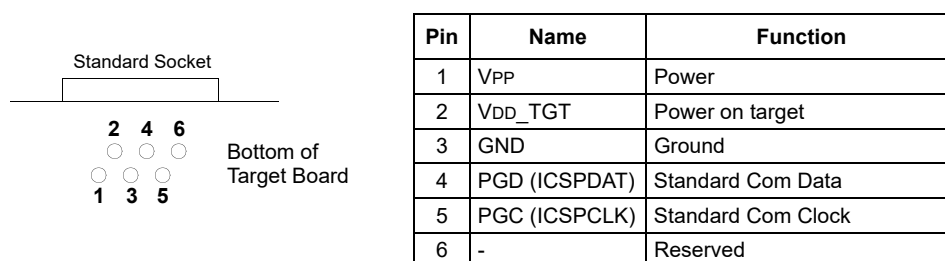 Standard Socket
2 4 6
Bottom of
Target Board
1 3 5
Pin Name Function
1 VPP Power
2 VDD_TGT Power on target
3 GND Ground
4 PGD (ICSPDAT) Standard Com Data
5 PGC (ICSPCLK) Standard Com Clock
6 - Reserved